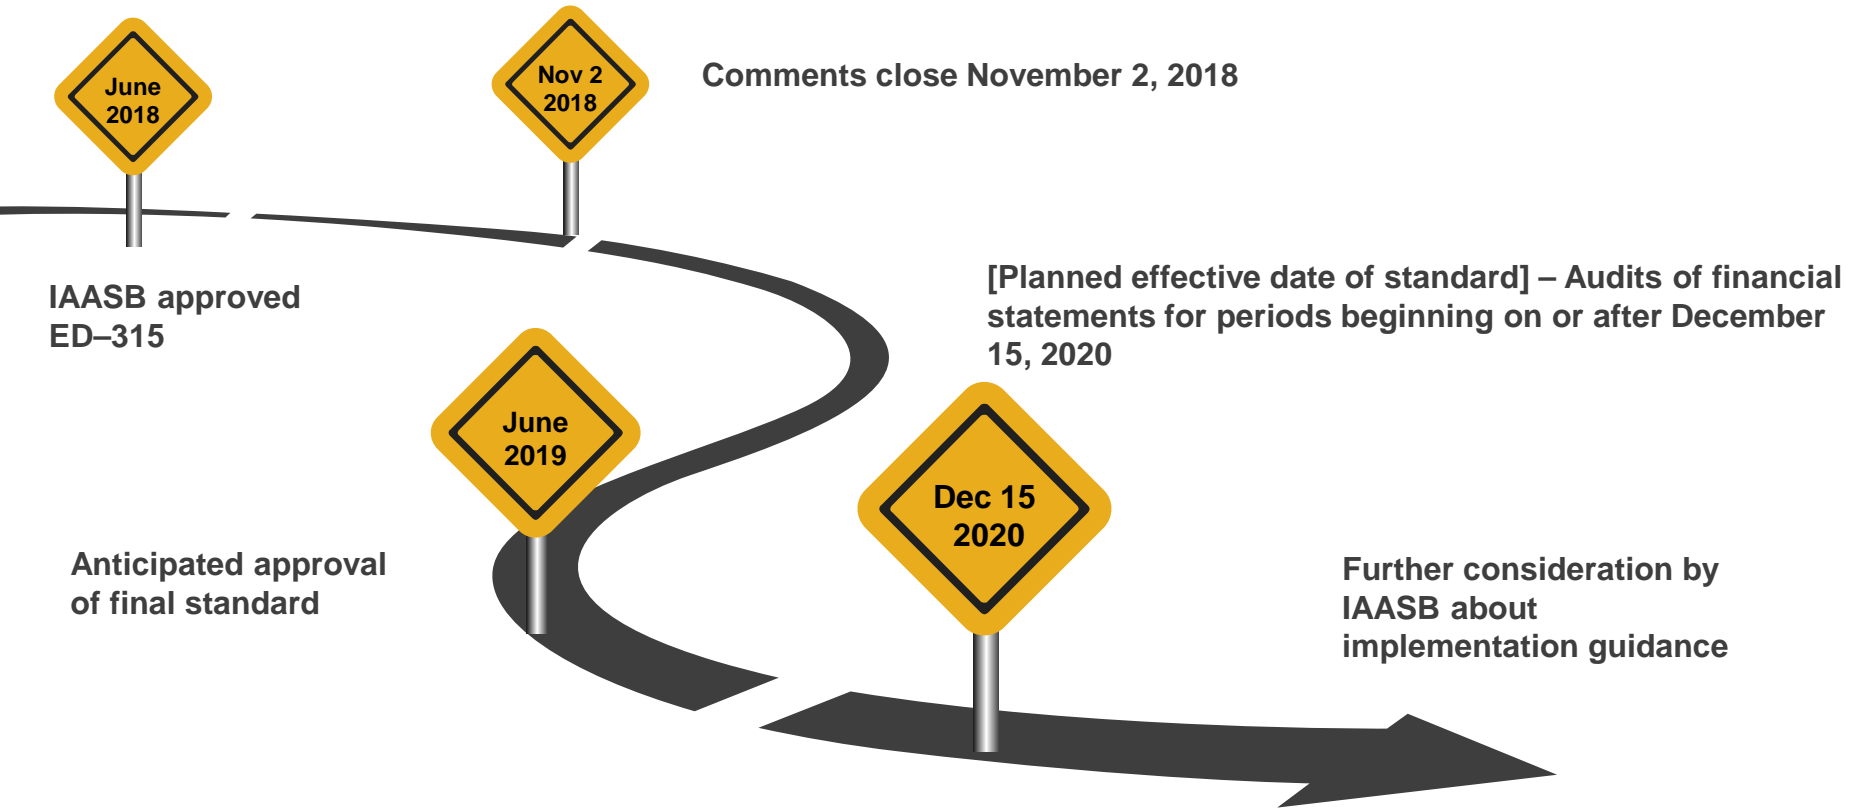 June
2018
Nov 2
2018
Comments close November 2, 2018
IAASB approved
ED–315
[Planned effective date of standard] – Audits of financial
statements for periods beginning on or after December
15, 2020
June
2019
Dec 15
2020
Anticipated approval
of final standard
Further consideration by
IAASB about
implementation guidance